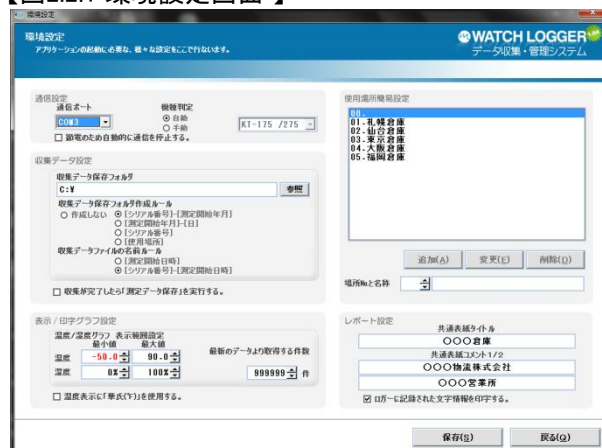 【図2.2.1 環境設定画面 】
環境設定
環境設定
アプリケーションの起動に必要な、様々な設定をここで行ないます。
WATCH LOGGER
データ収集・管理システム
通信設定
通信ポート
機種判定
COM3
自動
手動
KT-175 /275
節電のため自動的に通信を停止する。
収集データ設定
収集データ保存フォルダ
C:¥
参照
収集データ保存フォルダ作成ルール
作成しない
[シリアル番号]-[測定開始年月]
[測定開始年月]-[日]
[シリアル番号]
[使用場所]
収集データファイルの名前ルール
[測定開始日時]
[シリアル番号]-[測定開始日時]
収集が完了したら「測定データ保存」を実行する。
表示/印字グラフ設定
温度/湿度グラフ 表示範囲設定
最小値 最大値
温度 -50.0 90.0
湿度 0% 100%
最新のデータより取得する件数
999999 件
温度表示に「華氏(℉)」を使用する。
使用場所簡易設定
00.
01.札幌倉庫
02.仙台倉庫
03.東京倉庫
04.大阪倉庫
05.福岡倉庫
追加(A) 変更(E) 削除(D)
場所№と名称
レポート設定
共通表紙タイトル
〇〇〇倉庫
共通表紙コメント1/2
〇〇〇物流株式会社
〇〇〇営業所
ロガーに記録された文字情報を印字する。
保存(S) 戻る(Q)